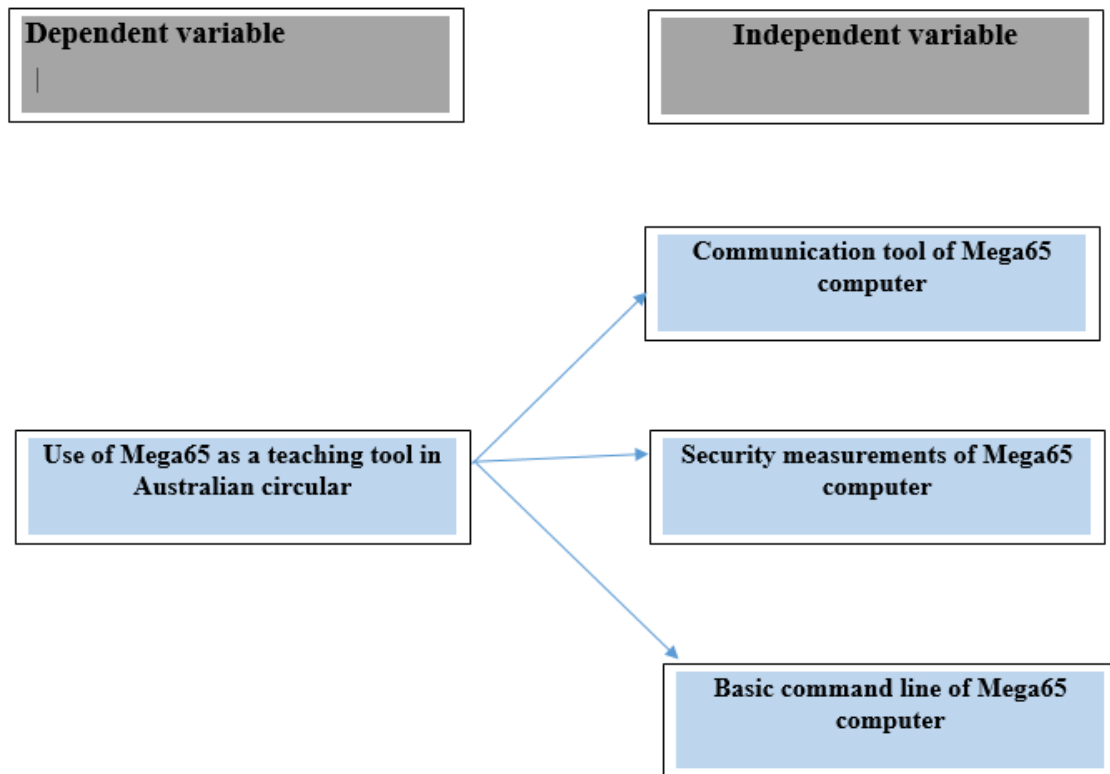 Dependent variable
Independent variable
Communication tool of Mega65
computer
Use of Mega65 as a teaching tool in
Australian circular
Security measurements of Mega65
computer
Basic command line of Mega65
computer